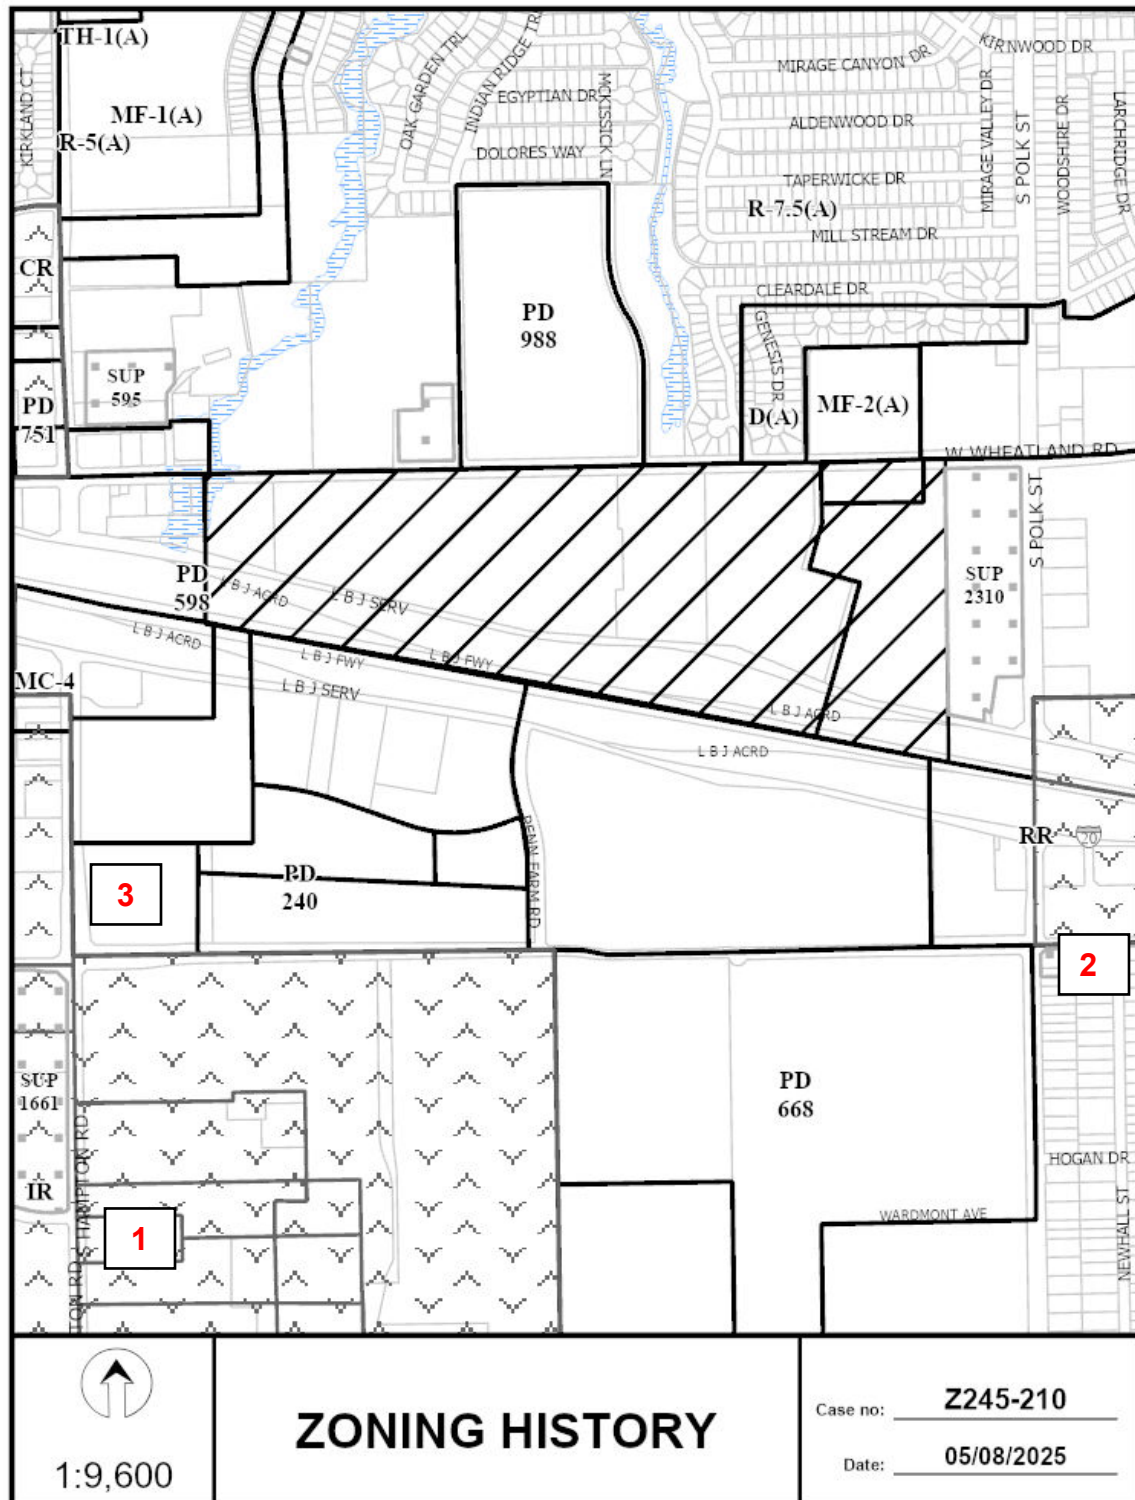 TH-1(A)
MF-1(A)
R-5(A)
KIRKLAND CT
OAK GARDEN TRL
INDIAN RIDGE TRL
EGYPTIAN DR
MCKISSICK LN
DOLORES WAY
MIRAGE CANYON DR
KIRNWOOD DR
ALDENWOOD DR
MIRAGE VALLEY DR
S POLK ST
WOODSHIRE DR
LARCHRIDGE DR
TAPERWICKE DR
R-7.5(A)
MILL STREAM DR
CLEARDALE DR
GENESIS DR
CR
PD
988
SUP
595
PD
751
D(A)
MF-2(A)
W WHEATLAND RD
S POLK ST
SUP
2310
PD
598
L B J ACRD
L B J SERV
L B J ACRD
L B J FWY
L B J FWY
L B J SERV
L B J ACRD
L B J ACRD
MC-4
RR
20
PENN FARM RD
3
PD
240
2
SUP
1661
PD
668
IR
S HAMPTON RD
TON RD
1
HOGAN DR
WARDMONT AVE
NEWHALL ST
1:9,600
ZONING HISTORY
Case no: Z245-210
Date: 05/08/2025